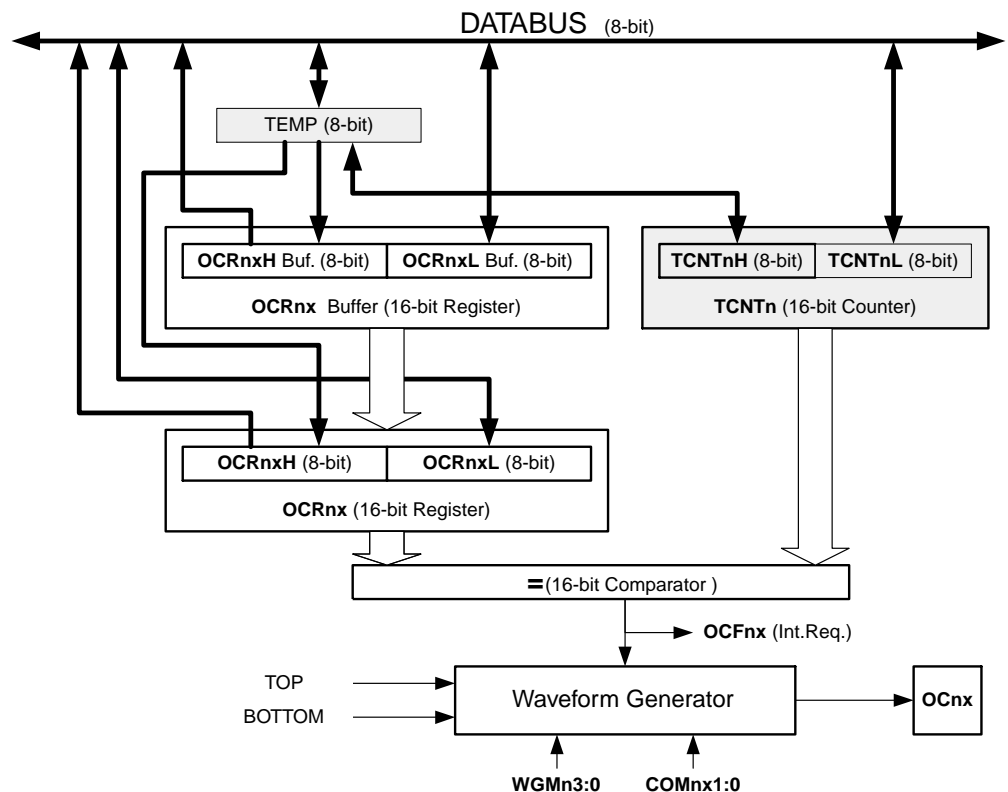 DATABUS (8-bit)
TEMP (8-bit)
OCRnxH Buf. (8-bit) OCRnxL Buf. (8-bit)
OCRnx Buffer (16-bit Register)
TCNTnH (8-bit) TCNTnL (8-bit)
TCNTn (16-bit Counter)
OCRnxH (8-bit) OCRnxL (8-bit)
OCRnx (16-bit Register)
= (16-bit Comparator )
OCFnx (Int.Req.)
TOP
BOTTOM
Waveform Generator
OCnx
WGMn3:0 COMnx1:0